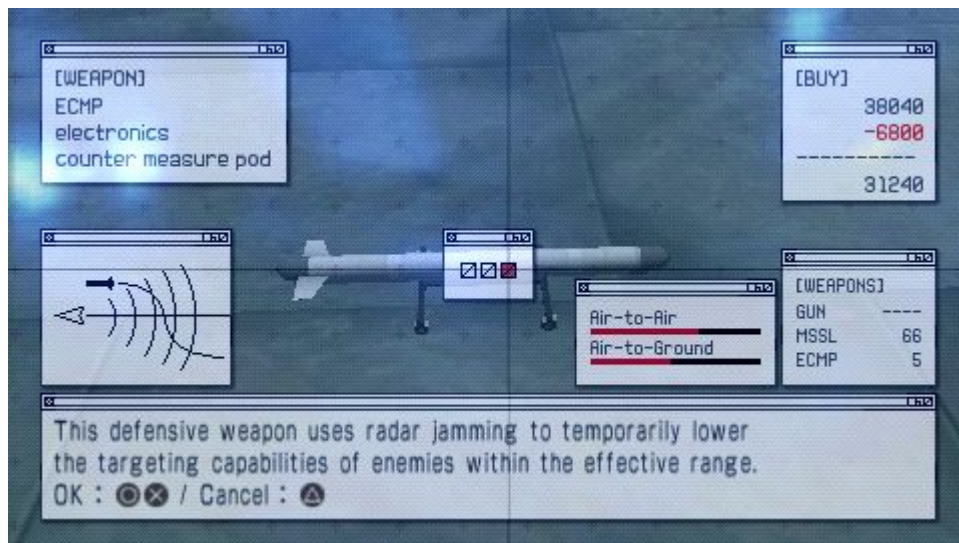 [WEAPON]
ECMP
electronics
counter measure pod
[BUY]
38040
-6800
----------
31240
Air-to-Air
Air-to-Ground
[WEAPONS]
GUN ----
MSSL 66
ECMP 5
This defensive weapon uses radar jamming to temporarily lower
the targeting capabilities of enemies within the effective range.
OK : / Cancel :